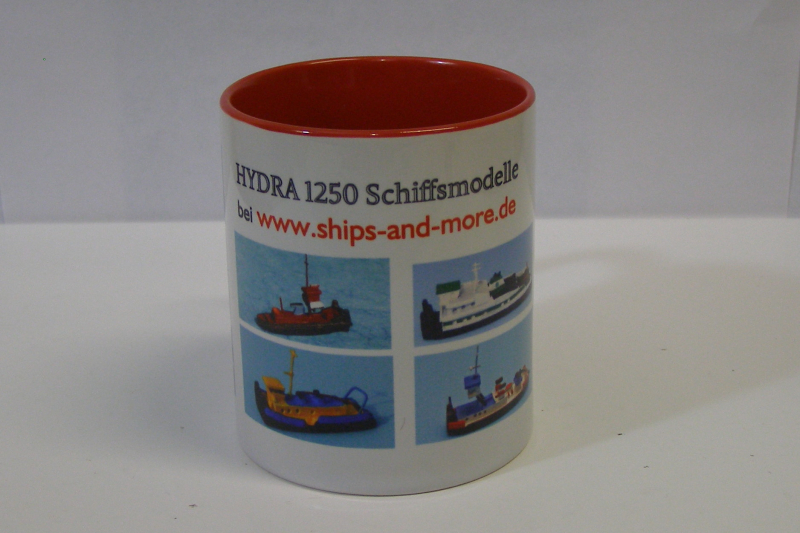 HYDRA 1250 Schiffsmodelle
bei www.ships-and-more.de